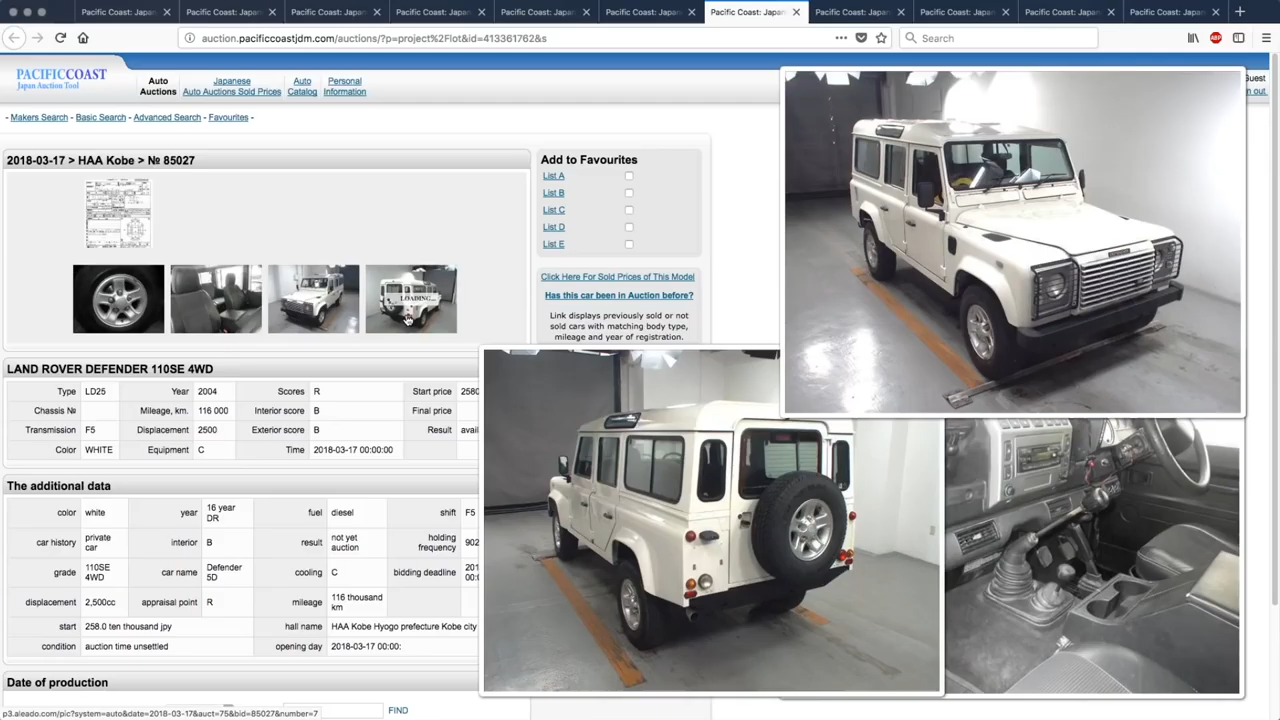 Pacific Coast: Japan
Pacific Coast: Japan
Pacific Coast: Japan
Pacific Coast: Japan
Pacific Coast: Japan
Pacific Coast: Japan
Pacific Coast: Japan
Pacific Coast: Japan
Pacific Coast: Japan
Pacific Coast: Japan
Pacific Coast: Japan
auction.pacificcoastjdm.com/auctions/?p=project%2Flot&id=413361762&s
Search
ABP
PACIFIC COAST
Japan Auction Tool
Auto Auctions
Japanese Auto Auctions Sold Prices
Auto Catalog
Personal Information
Guest
n out
- Makers Search - Basic Search - Advanced Search - Favourites -
2018-03-17 > HAA Kobe > № 85027
LOADING...
Add to Favourites
List A
List B
List C
List D
List E
Click Here For Sold Prices of This Model
Has this car been in Auction before?
Link displays previously sold or not
sold cars with matching body type,
mileage and year of registration.
LAND ROVER DEFENDER 110SE 4WD
Type LD25 Year 2004 Scores R Start price 2580
Chassis № Mileage, km. 116 000 Interior score B Final price
Transmission F5 Displacement 2500 Exterior score B Result avail
Color WHITE Equipment C Time 2018-03-17 00:00:00
The additional data
color white year 16 year DR fuel diesel shift F5
car history private car interior B result not yet auction holding frequency 902
grade 110SE 4WD car name Defender 5D cooling C bidding deadline 201 00:
displacement 2,500cc appraisal point R mileage 116 thousand km
start 258.0 ten thousand jpy hall name HAA Kobe Hyogo prefecture Kobe city
condition auction time unsettled opening day 2018-03-17 00:00:
Date of production
FIND
p3.aleado.com/pic?system=auto&date=2018-03-17&auct=75&bid=85027&number=7